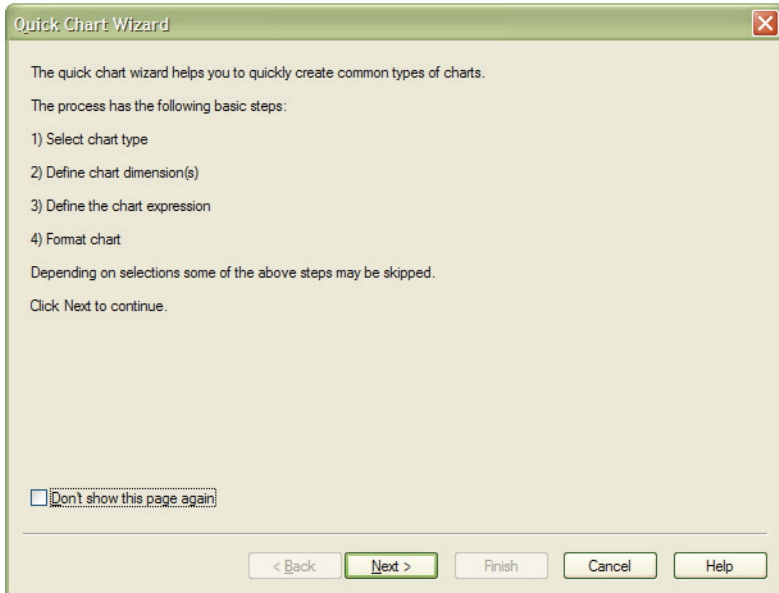 Quick Chart Wizard
The quick chart wizard helps you to quickly create common types of charts.
The process has the following basic steps:
1) Select chart type
2) Define chart dimension(s)
3) Define the chart expression
4) Format chart
Depending on selections some of the above steps may be skipped.
Click Next to continue.
Don't show this page again
< Back Next > Finish Cancel Help